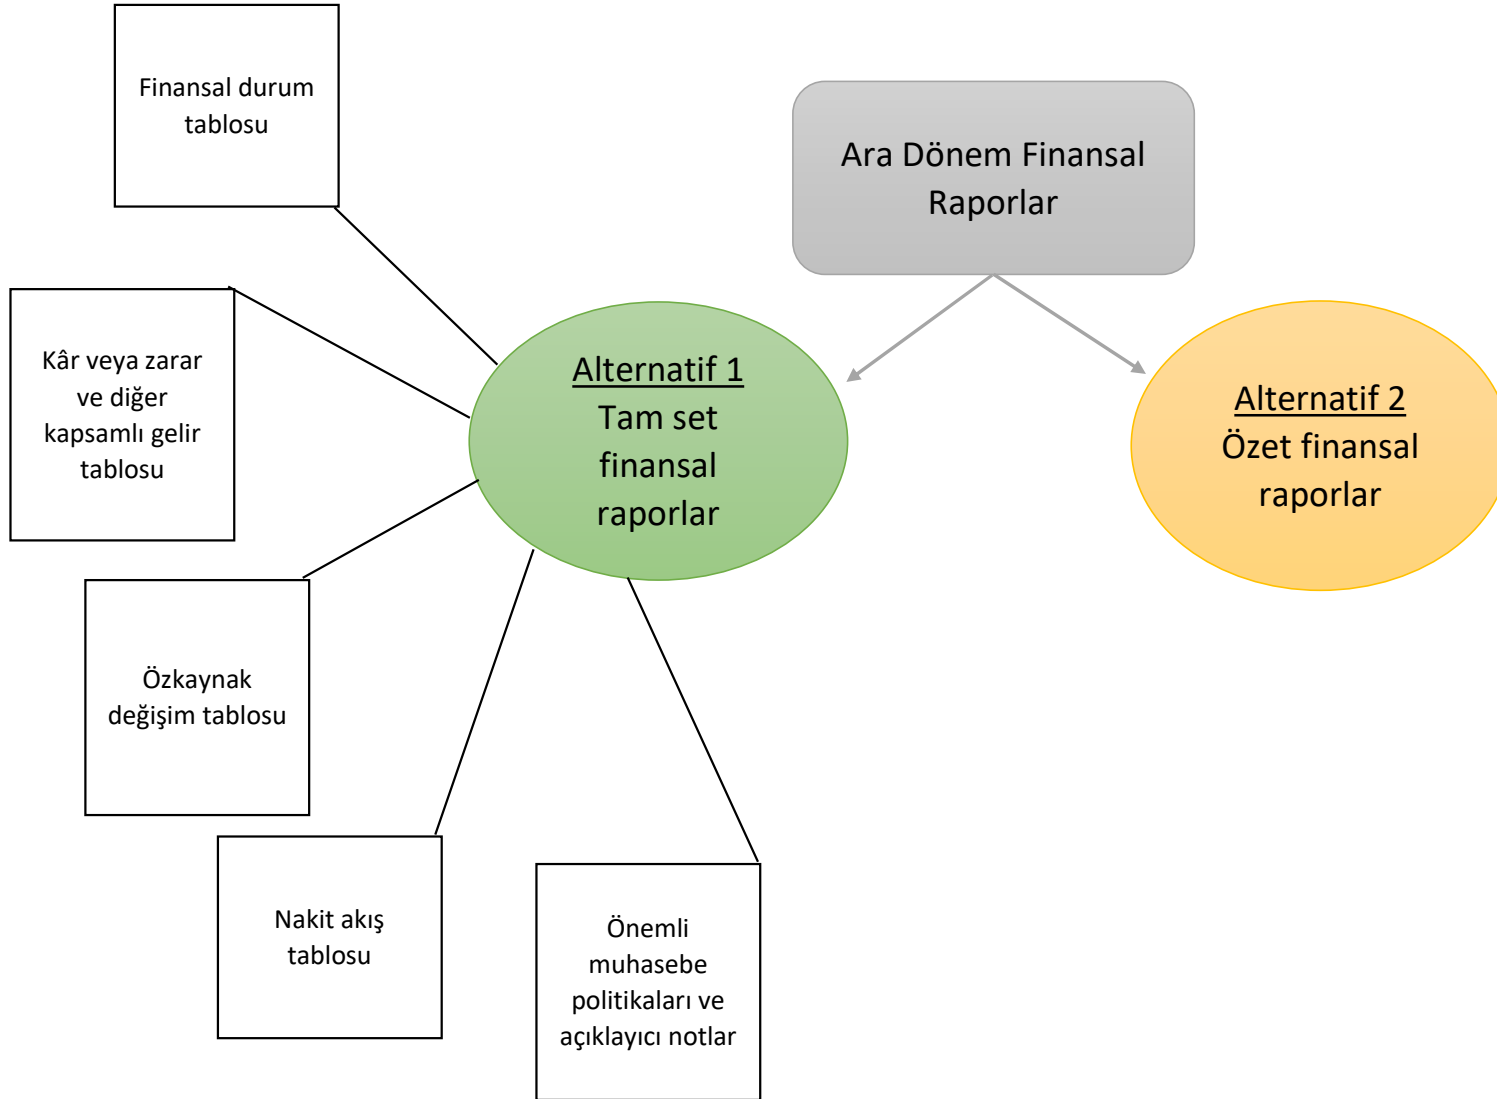 Finansal durum
tablosu
Ara Dönem Finansal
Raporlar
Kâr veya zarar
ve diğer
kapsamlı gelir
tablosu
Alternatif 1
Tam set
finansal
raporlar
Alternatif 2
Özet finansal
raporlar
Özkaynak
değişim tablosu
Nakit akış
tablosu
Önemli
muhasebe
politikaları ve
açıklayıcı notlar